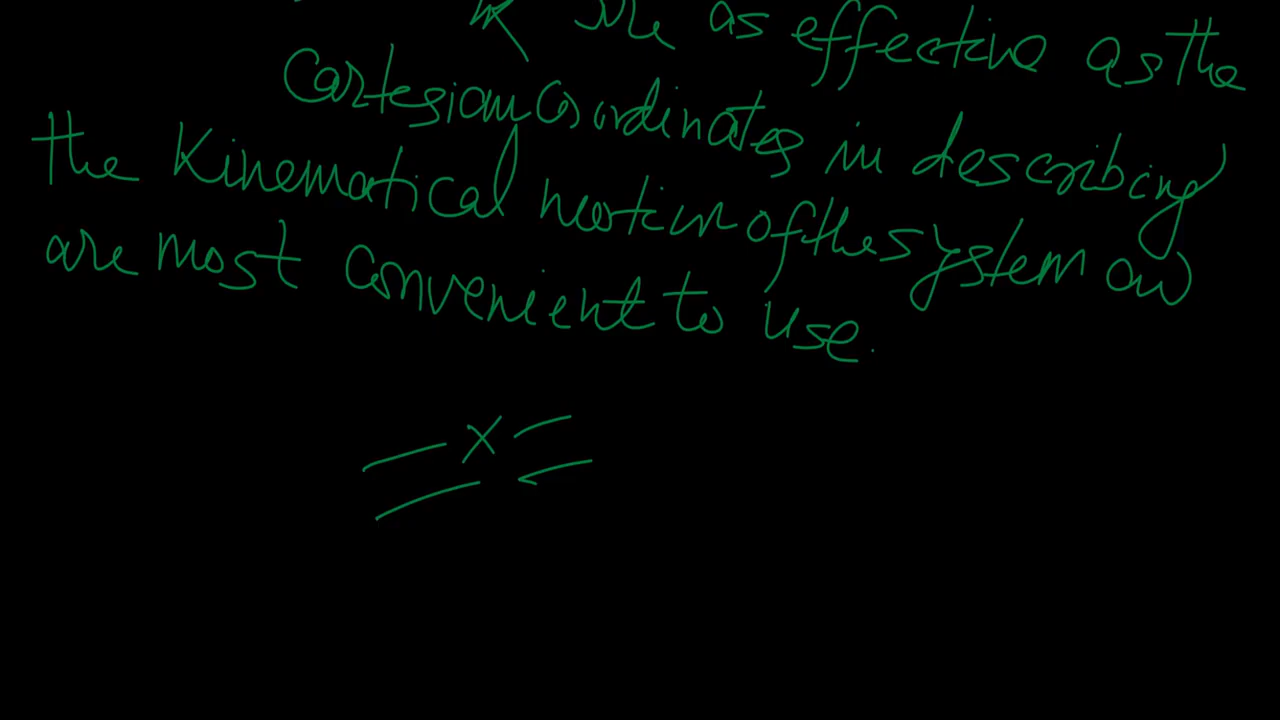 are as effective as the
Cartesian Coordinates in describing
the Kinematical motion of the system and
are most convenient to use.
x